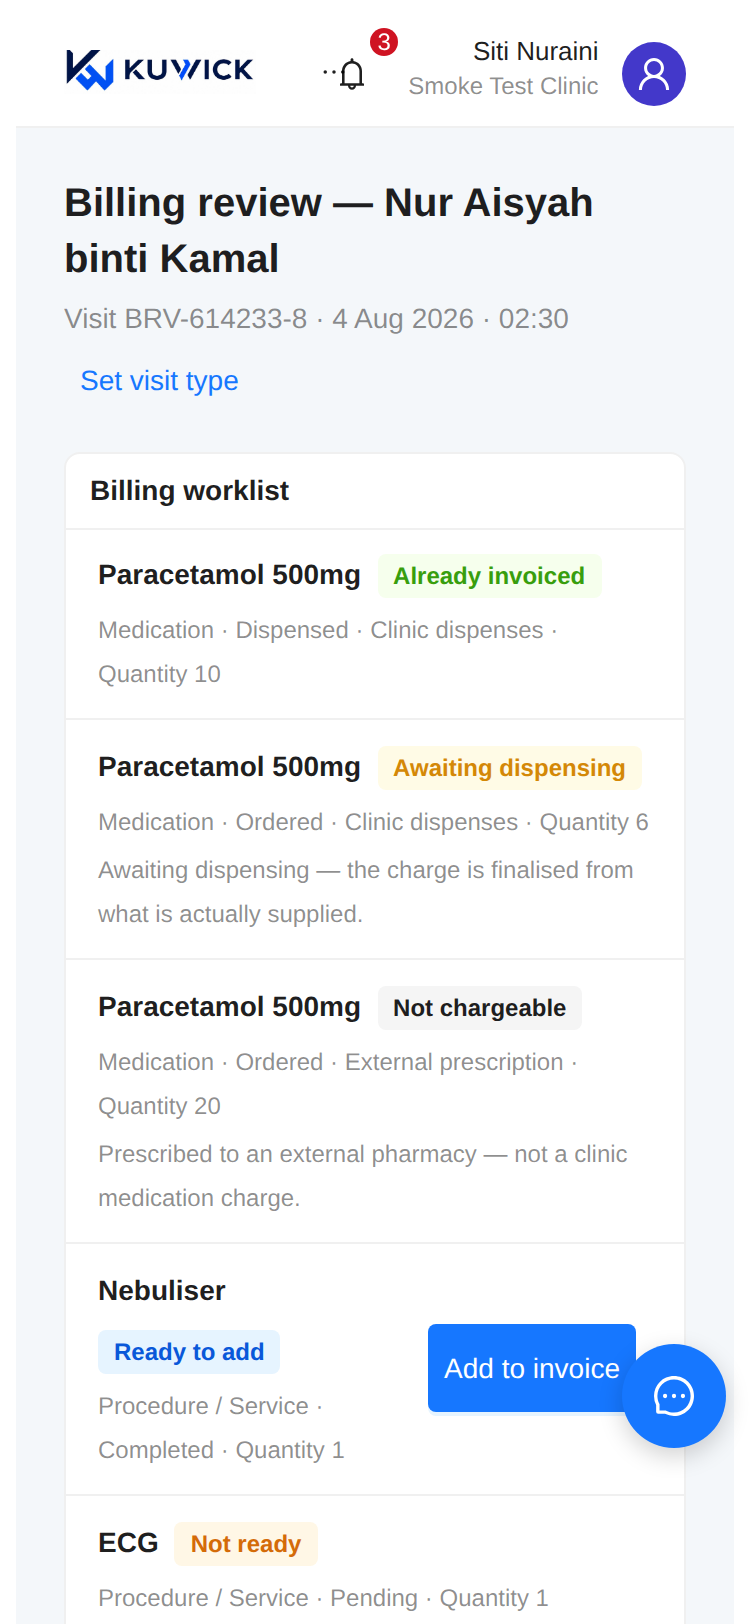 KUWICK
3
Siti Nuraini
Smoke Test Clinic
Billing review — Nur Aisyah
binti Kamal
Visit BRV-614233-8 · 4 Aug 2026 · 02:30
Set visit type
Billing worklist
Paracetamol 500mg Already invoiced
Medication · Dispensed · Clinic dispenses ·
Quantity 10
Paracetamol 500mg Awaiting dispensing
Medication · Ordered · Clinic dispenses · Quantity 6
Awaiting dispensing — the charge is finalised from
what is actually supplied.
Paracetamol 500mg Not chargeable
Medication · Ordered · External prescription ·
Quantity 20
Prescribed to an external pharmacy — not a clinic
medication charge.
Nebuliser
Ready to add
Add to invoice
Procedure / Service ·
Completed · Quantity 1
ECG Not ready
Procedure / Service · Pending · Quantity 1